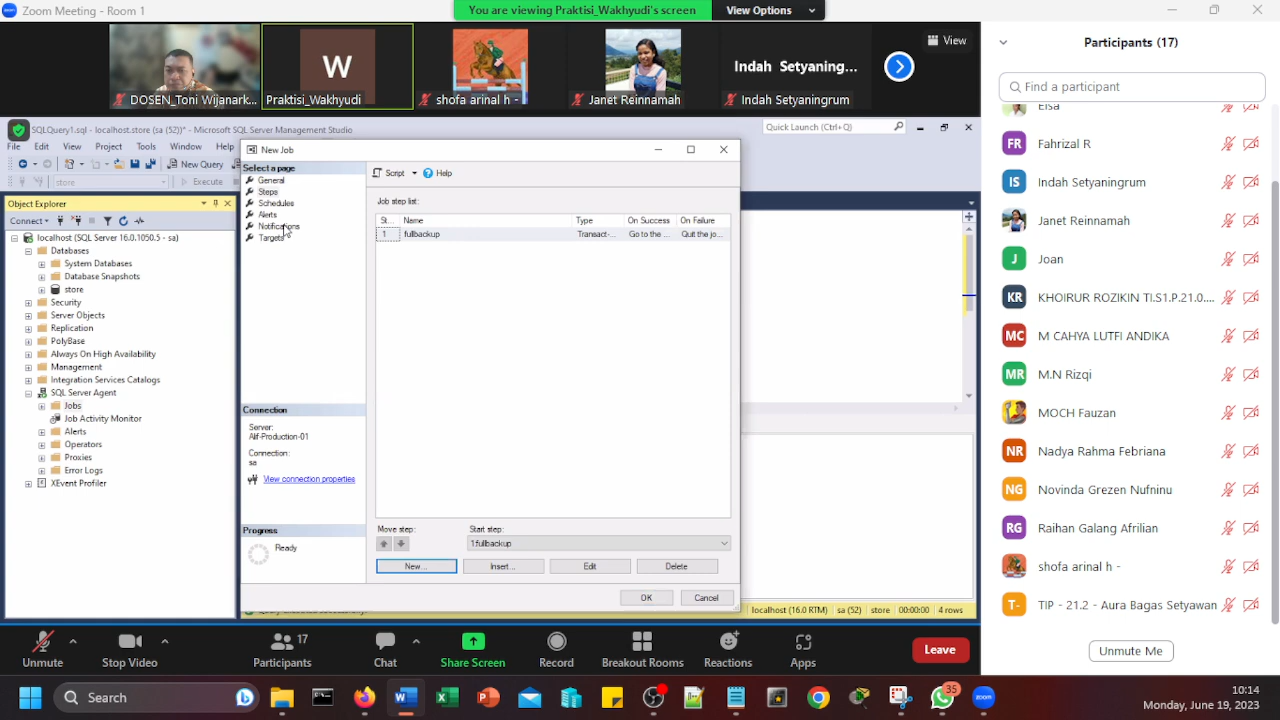 Zoom Meeting - Room 1
You are viewing Praktisi_Wakhyudi's screen
View Options
View
W
Indah Setyaning...
DOSEN_Toni Wijanark...
Praktisi_Wakhyudi
shofa arinal h -
Janet Reinnamah
Indah Setyaningrum
SQLQuery1.sql - localhost.store (sa (52))* - Microsoft SQL Server Management Studio
Quick Launch (Ctrl+Q)
File Edit View Project Tools Window Help
New Query
store
Execute
Object Explorer
Connect
localhost (SQL Server 16.0.1050.5 - sa)
Databases
System Databases
Database Snapshots
store
Security
Server Objects
Replication
PolyBase
Always On High Availability
Management
Integration Services Catalogs
SQL Server Agent
Jobs
Job Activity Monitor
Alerts
Operators
Proxies
Error Logs
XEvent Profiler
New Job
Select a page
General
Steps
Schedules
Alerts
Notifications
Targets
Script
Help
Job step list:
St... Name Type On Success On Failure
1 fullbackup Transact-... Go to the ... Quit the jo...
Connection
Server:
Alif-Production-01
Connection:
sa
View connection properties
Progress
Ready
Move step:
Start step:
1:fullbackup
New...
Insert...
Edit
Delete
OK
Cancel
localhost (16.0 RTM) sa (52) store 00:00:00 4 rows
Participants (17)
Find a participant
Elsa
FR Fahrizal R
IS Indah Setyaningrum
Janet Reinnamah
J Joan
KR KHOIRUR ROZIKIN TI.S1.P.21.0....
MC M CAHYA LUTFI ANDIKA
MR M.N Rizqi
MOCH Fauzan
NR Nadya Rahma Febriana
NG Novinda Grezen Nufninu
RG Raihan Galang Afrilian
shofa arinal h -
T- TIP - 21.2 - Aura Bagas Setyawan
Unmute Me
17
Unmute
Stop Video
Participants
Chat
Share Screen
Record
Breakout Rooms
Reactions
Apps
Leave
Search
35
zoom
10:14
Monday, June 19, 2023